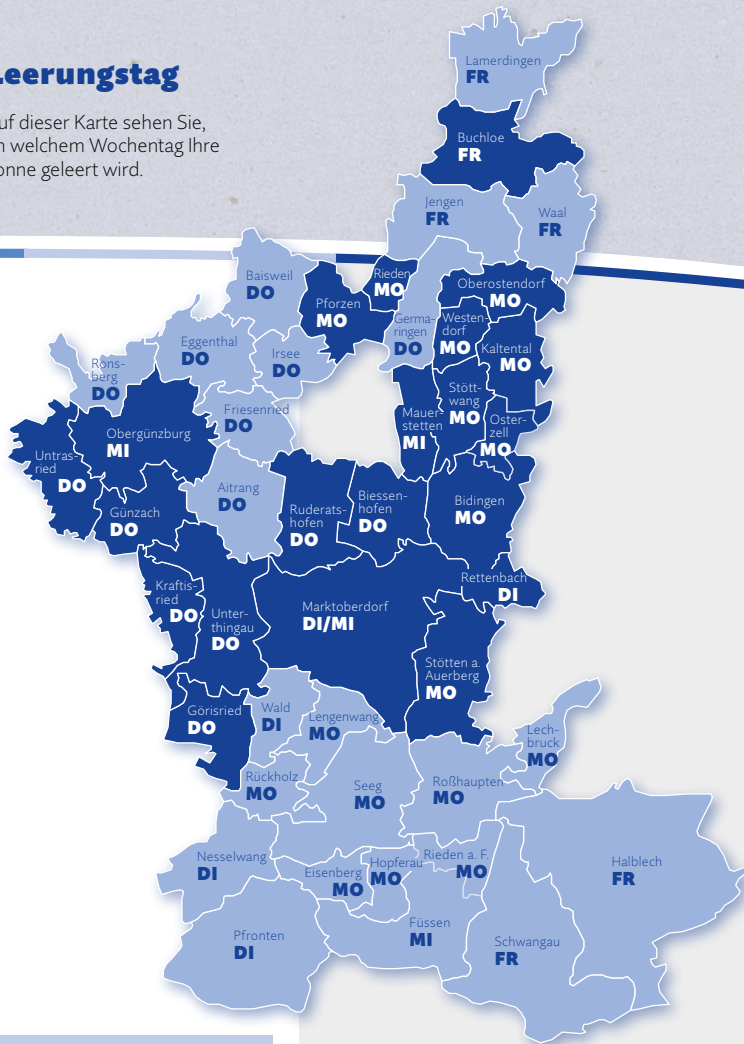 Leerungstag
uf dieser Karte sehen Sie,
n welchem Wochentag Ihre
onne geleert wird.
Lamerdingen
FR
Buchloe
FR
Jengen
FR
Waal
FR
Baisweil
DO
Pforzen
MO
Rieden
MO
Germa-
ringen
DO
Oberostendorf
MO
Westen-
dorf
MO
Kaltental
MO
Eggenthal
DO
Irsee
DO
Rons-
berg
DO
Friesenried
DO
Mauer-
stetten
MI
Stött-
wang
MO
Oster-
zell
MO
Obergünzburg
MI
Untras-
ried
DO
Günzach
DO
Aitrang
DO
Ruderats-
hofen
DO
Biessen-
hofen
DO
Bidingen
MO
Rettenbach
DI
Kraftis-
ried
DO
Unter-
thingau
DO
Marktoberdorf
DI/MI
Stötten a.
Auerberg
MO
Görisried
DO
Wald
DI
Lengenwang
MO
Lech-
bruck
MO
Rückholz
MO
Seeg
MO
Roßhaupten
MO
Nesselwang
DI
Eisenberg
MO
Hopferau
MO
Rieden a. F.
MO
Halblech
FR
Pfronten
DI
Füssen
MI
Schwangau
FR